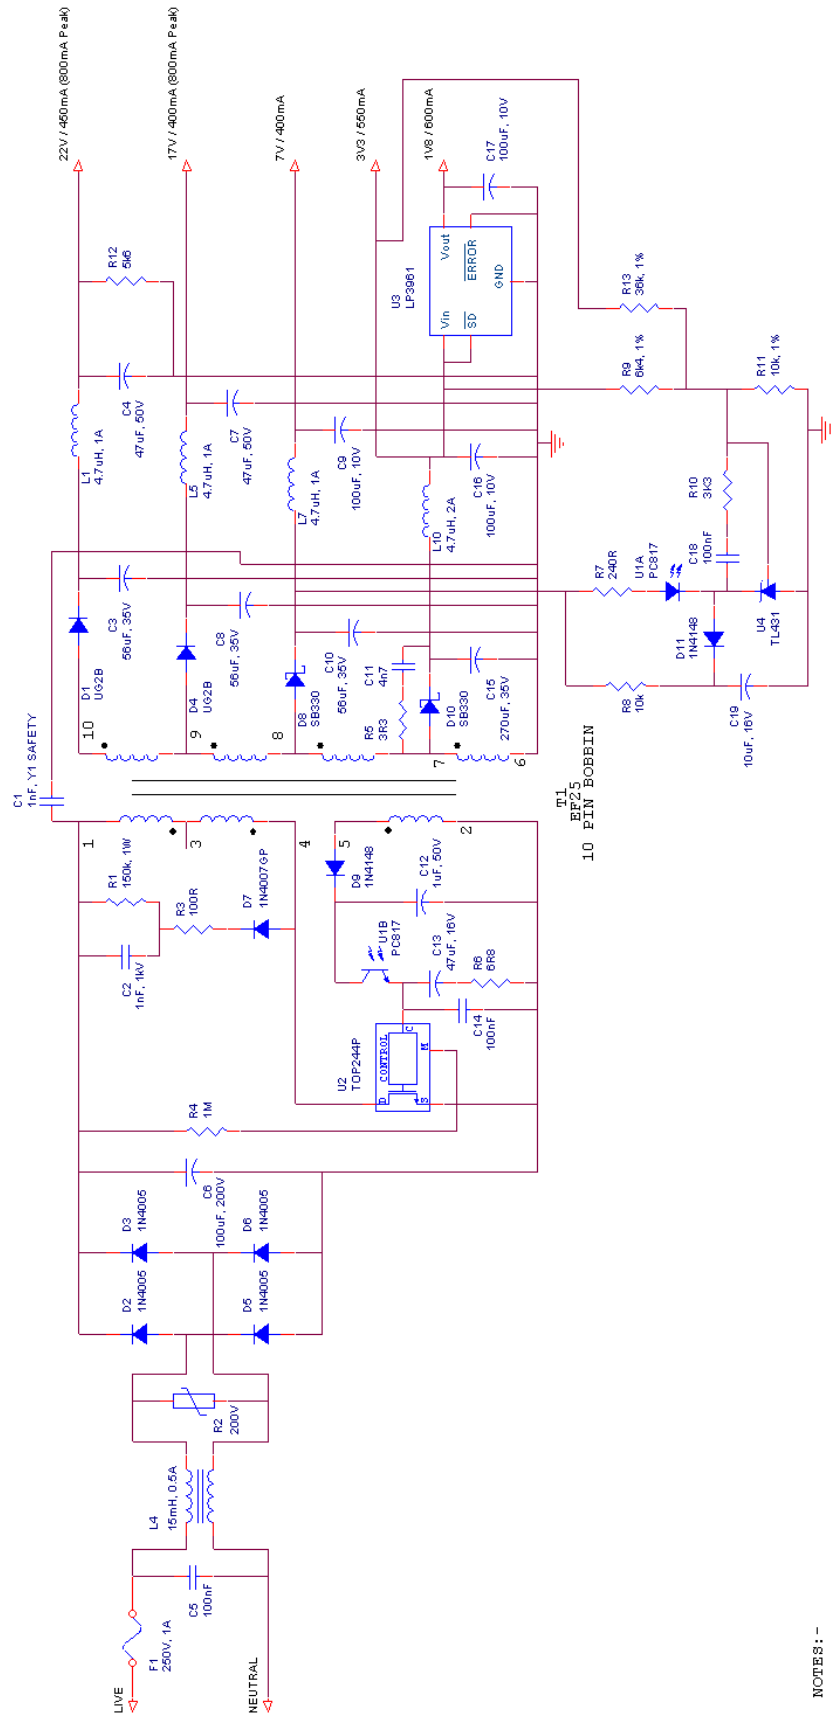 LIVE
NEUTRAL
F1
250V, 1A
C5
100nF
L4
15mH, 0.5A
R2
200V
D2
1N4005
D3
1N4005
D5
1N4005
D6
1N4005
C6
100uF, 200V
R4
1M
C2
1nF, 1kV
R1
150k, 1W
R3
100R
D7
1N4007GP
U2
TOP244P
CONTROL
D
S
C
M
C14
100nF
R6
6R8
C13
47uF, 16V
U1B
PC817
C12
1uF, 50V
D9
1N4148
C1
1nF, Y1 SAFETY
1
3
4
5
2
10
9
8
7
6
T1
EF25
10 PIN BOBBIN
D1
UG2B
D4
UG2B
D8
SB330
D10
SB330
R5
3R3
C11
4n7
C3
56uF, 35V
C8
56uF, 35V
C10
56uF, 35V
C15
270uF, 35V
L1
4.7uH, 1A
L5
4.7uH, 1A
L7
4.7uH, 1A
L10
4.7uH, 2A
C4
47uF, 50V
C7
47uF, 50V
C9
100uF, 10V
C16
100uF, 10V
R12
5k6
U3
LP3961
Vin
SD
Vout
ERROR
GND
C17
100uF, 10V
22V / 450mA (800mA Peak)
17V / 400mA (800mA Peak)
7V / 400mA
3V3 / 550mA
1V8 / 600mA
R8
10k
C19
10uF, 16V
D11
1N4148
R7
240R
U1A
PC817
C18
100nF
U4
TL431
R10
3K3
R9
6k4, 1%
R13
36k, 1%
R11
10k, 1%
NOTES:-